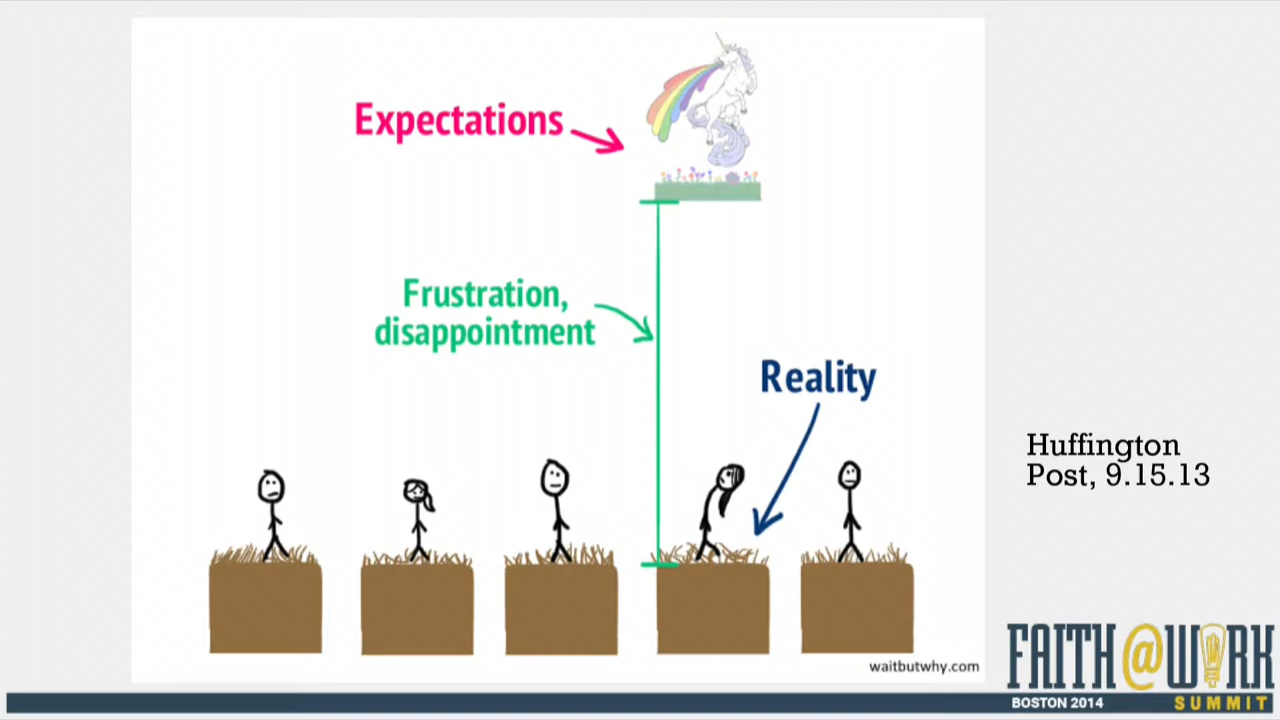 Expectations
Frustration,
disappointment
Reality
Huffington
Post, 9.15.13
waitbutwhy.com
FAITH@WORK
BOSTON 2014
SUMMIT